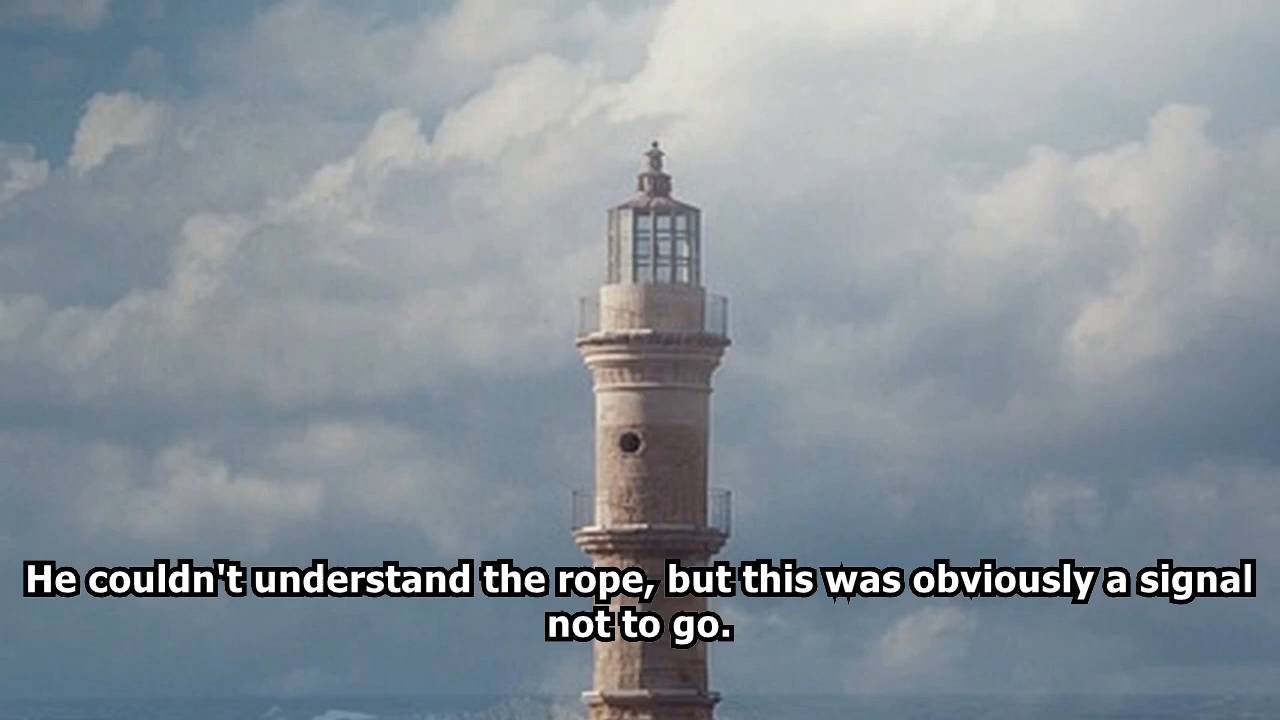 He couldn't understand the rope, but this was obviously a signal
not to go.